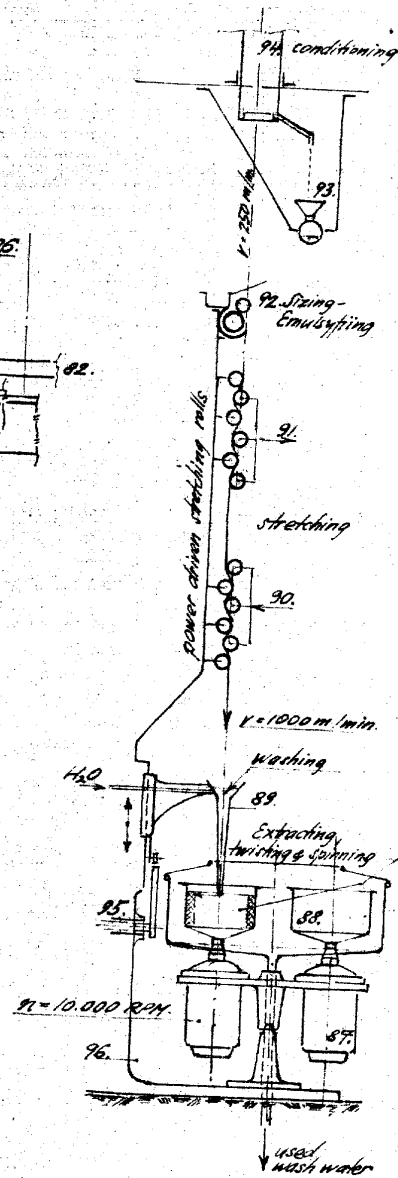 94. conditioning
93.
v=250 m/m.
92. Sizing-
Emulsyfiing
82.
91.
power driven stretching rolls
stretching
90.
v=1000 m/min.
washing
H₂O
89.
Extracting
twisting & spinning
95.
88.
n=10.000 RPM.
87.
96.
used
wash water